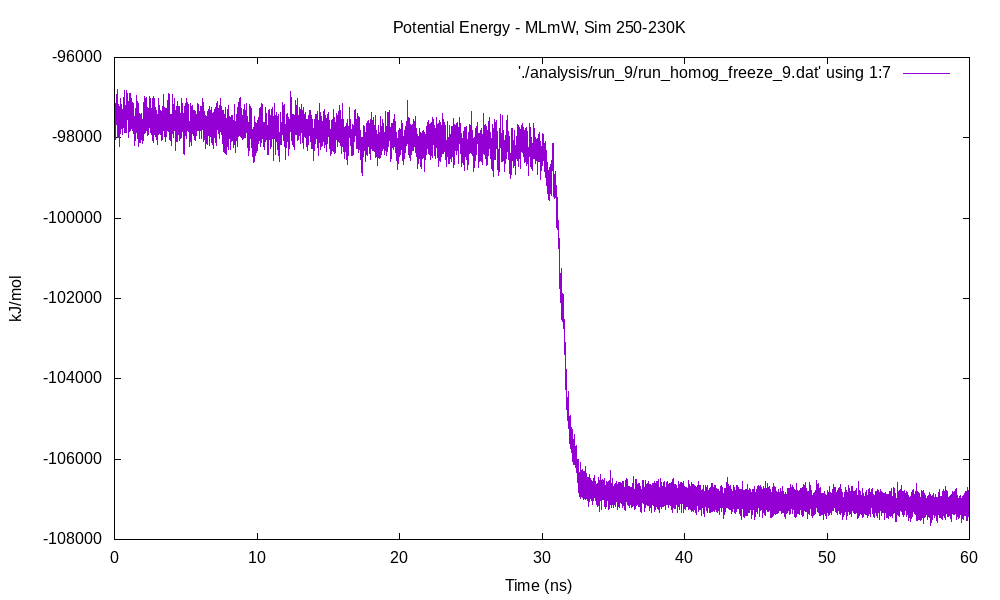 Potential Energy - MLmW, Sim 250-230K
'./analysis/run_9/run_homog_freeze_9.dat' using 1:7
-96000
-98000
-100000
-102000
-104000
-106000
-108000
kJ/mol
0 10 20 30 40 50 60
Time (ns)